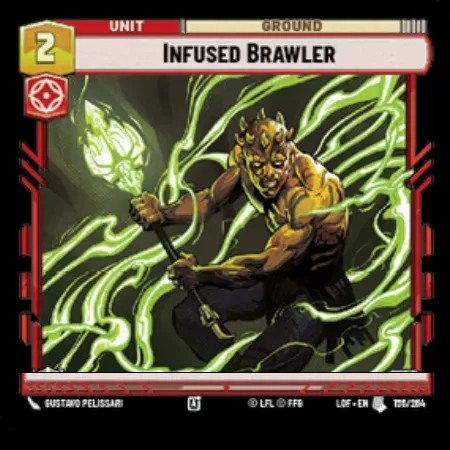 UNIT GROUND
2 INFUSED BRAWLER
GUSTAVO PELISSARI A © LFL © FFG LOF • EN